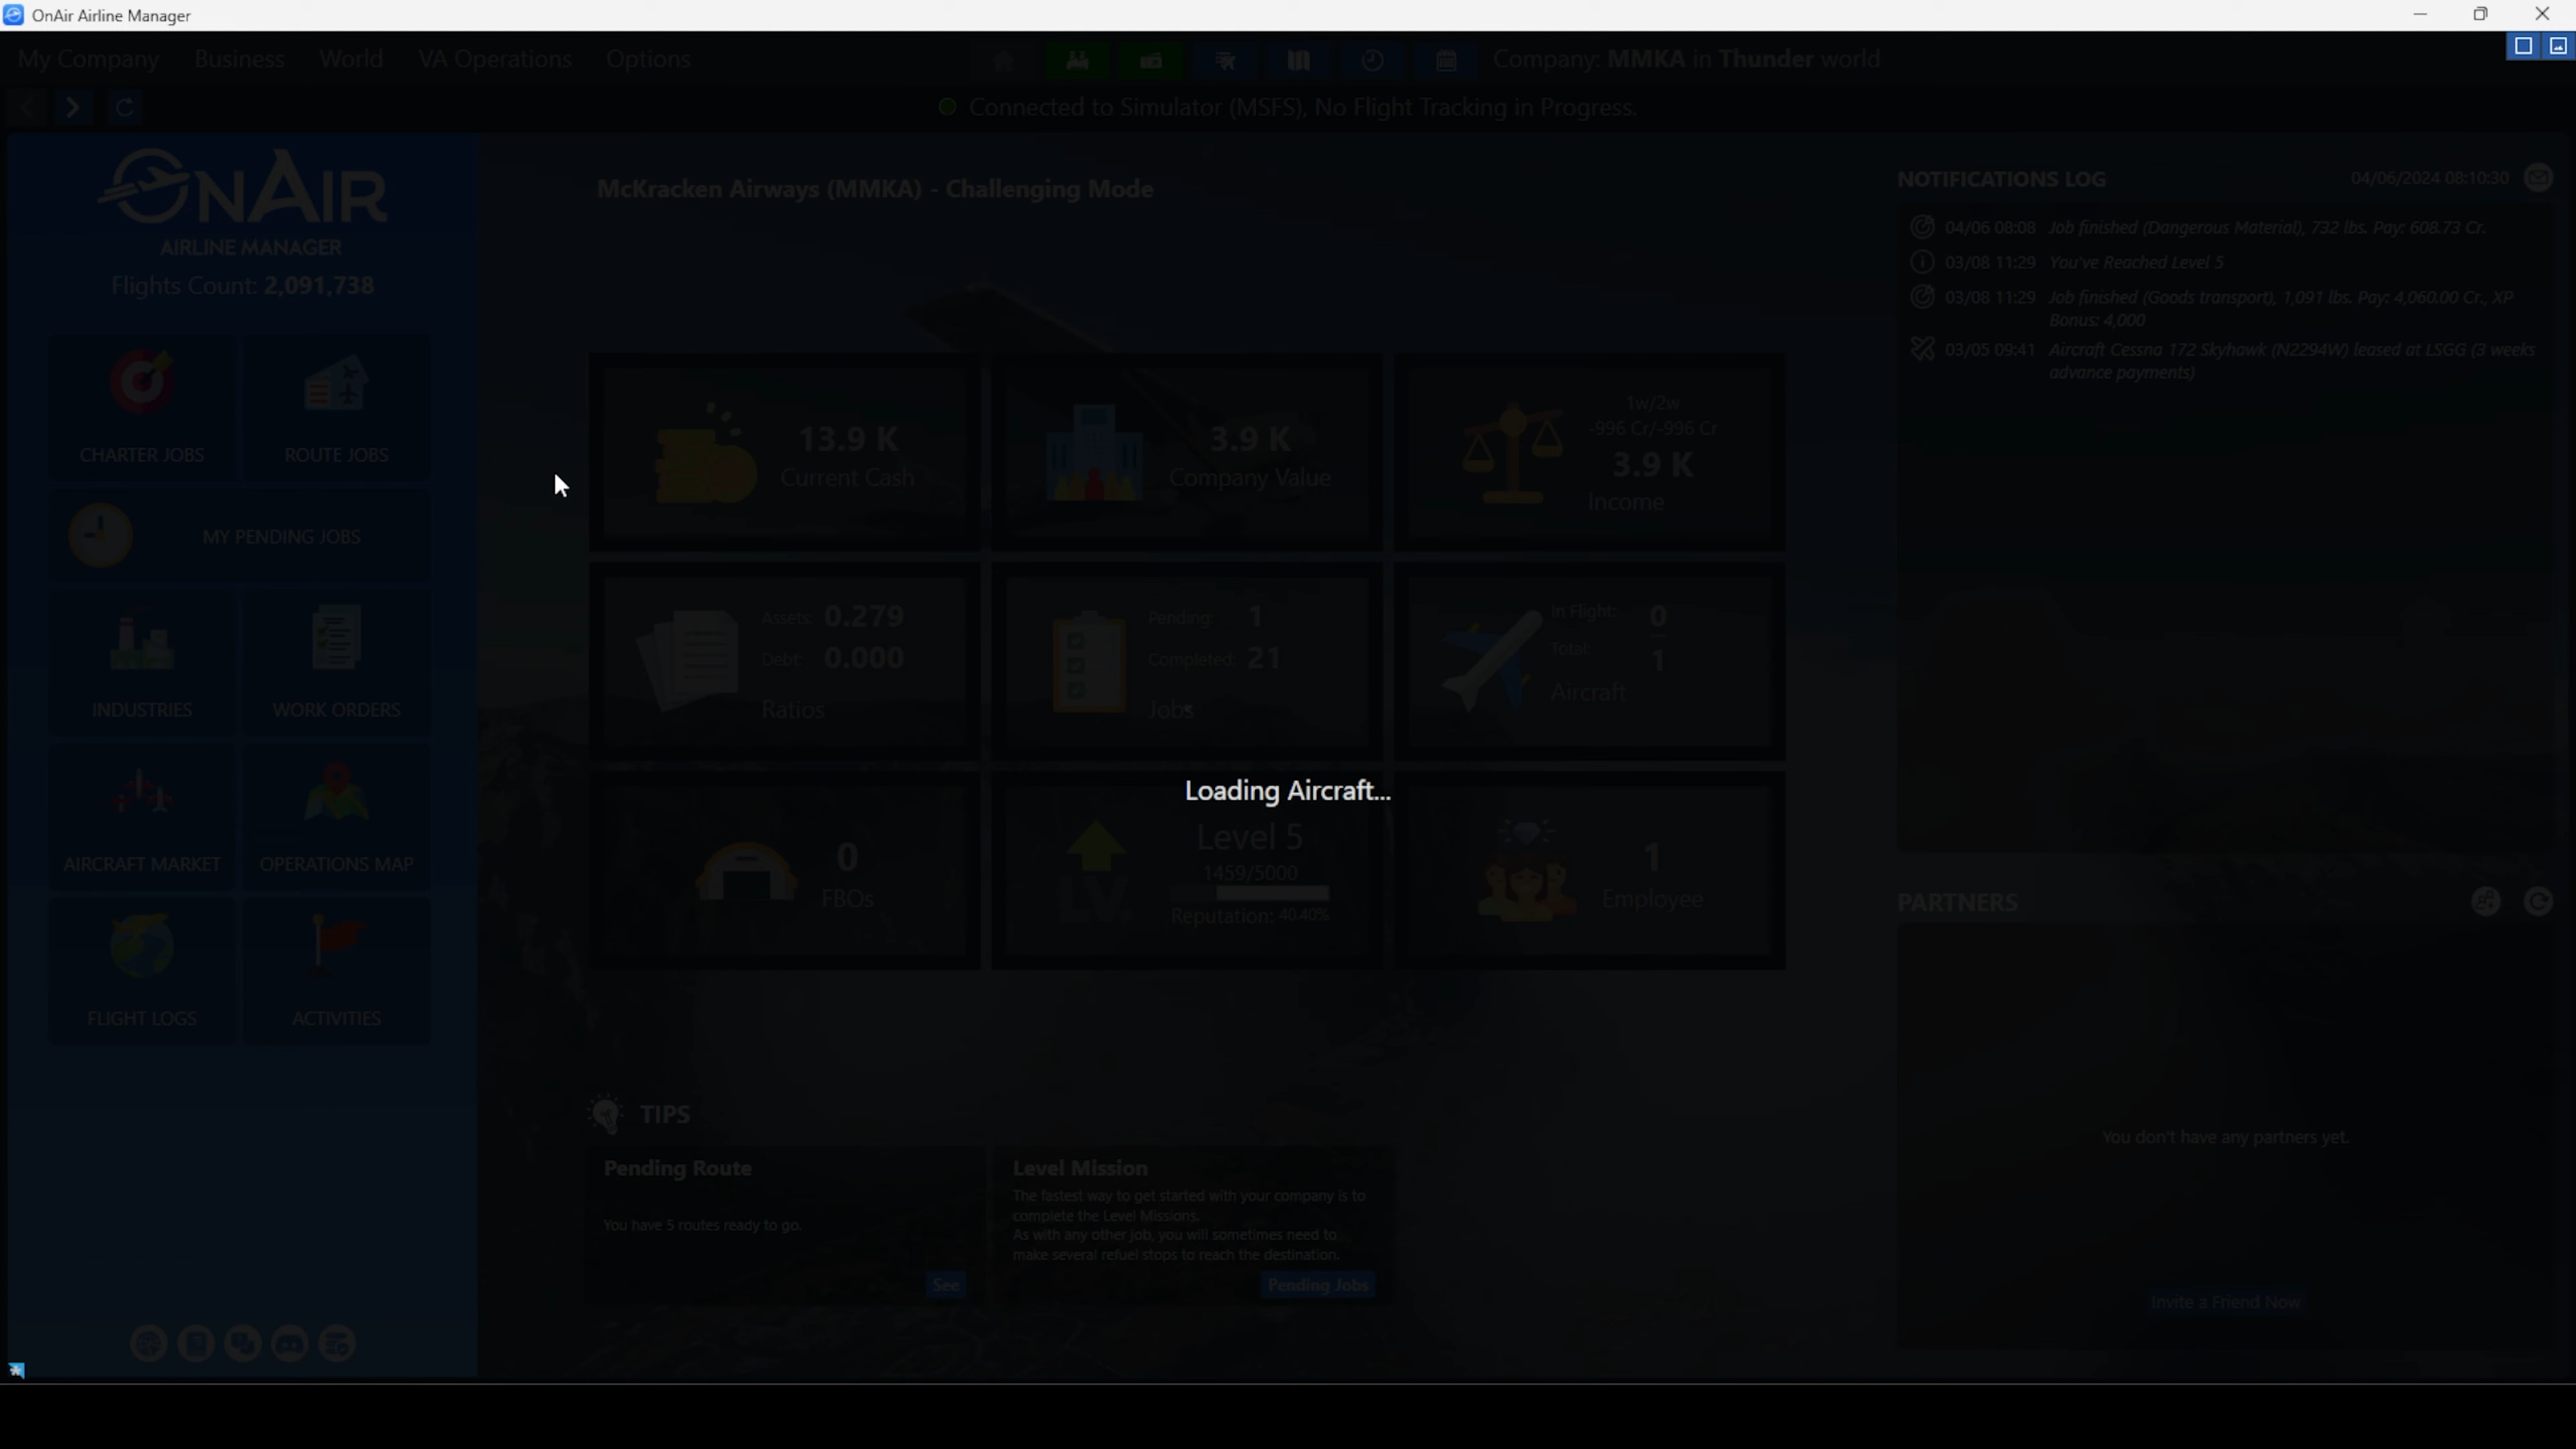 OnAir Airline Manager
My Company Business World VA Operations Options
Company: MMKA in Thunder world
Connected to Simulator (MSFS), No Flight Tracking in Progress.
ONAIR
AIRLINE MANAGER
Flights Count: 2,091,738
CHARTER JOBS
ROUTE JOBS
MY PENDING JOBS
INDUSTRIES
WORK ORDERS
AIRCRAFT MARKET
OPERATIONS MAP
FLIGHT LOGS
ACTIVITIES
McKracken Airways (MMKA) - Challenging Mode
13.9 K
Current Cash
3.9 K
Company Value
1w/2w
-996 Cr/-996 Cr
3.9 K
Income
Assets: 0.279
Debt: 0.000
Ratios
Pending: 1
Completed: 21
Jobs
In Flight: 0
Total: 1
Aircraft
Loading Aircraft...
0
FBOs
LV.
Level 5
1459/5000
Reputation: 40.40%
1
Employee
TIPS
Pending Route
You have 5 routes ready to go.
See
Level Mission
The fastest way to get started with your company is to
complete the Level Missions.
As with any other job, you will sometimes need to
make several refuel stops to reach the destination.
Pending Jobs
NOTIFICATIONS LOG
04/06/2024 08:10:30
04/06 08:08 Job finished (Dangerous Material), 732 lbs. Pay: 608.73 Cr.
03/08 11:29 You've Reached Level 5
03/08 11:29 Job finished (Goods transport), 1,091 lbs. Pay: 4,060.00 Cr., XP
Bonus: 4,000
03/05 09:41 Aircraft Cessna 172 Skyhawk (N2294W) leased at LSGG (3 weeks
advance payments)
PARTNERS
You don't have any partners yet.
Invite a Friend Now